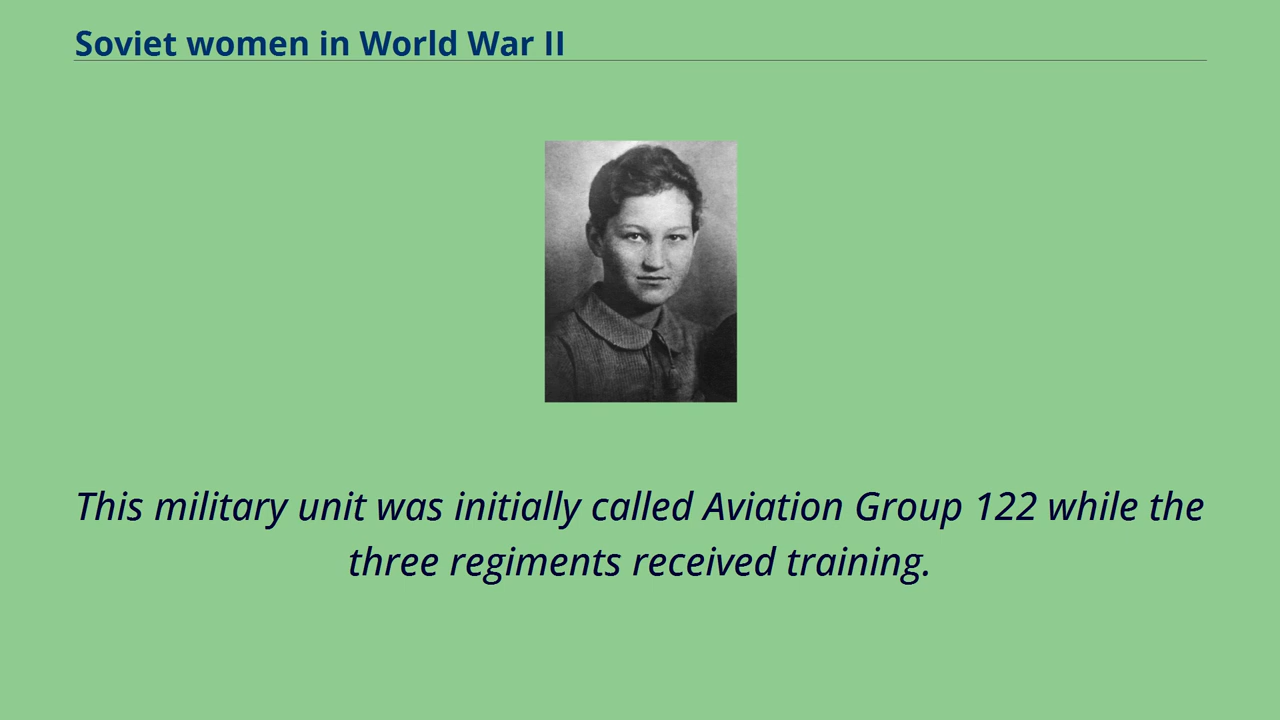 Soviet women in World War II
This military unit was initially called Aviation Group 122 while the
three regiments received training.